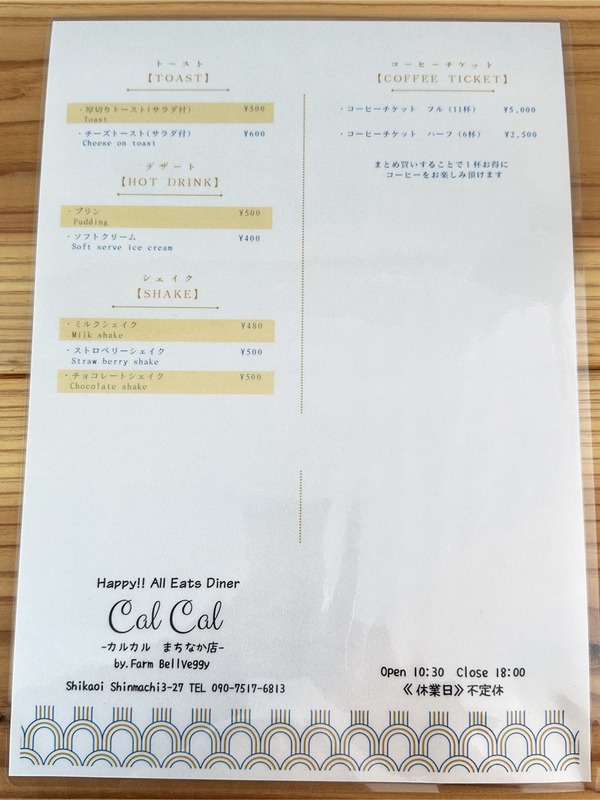 トースト
【TOAST】
・厚切りトースト(サラダ付) ¥500
Toast
・チーズトースト(サラダ付) ¥600
Cheese on toast
デザート
【HOT DRINK】
・プリン ¥500
Pudding
・ソフトクリーム ¥400
Soft serve ice cream
シェイク
【SHAKE】
・ミルクシェイク ¥480
Milk shake
・ストロベリーシェイク ¥500
Straw berry shake
・チョコレートシェイク ¥500
Chocolate shake
コーヒーチケット
【COFFEE TICKET】
・コーヒーチケット フル (11杯) ¥5,000
・コーヒーチケット ハーフ (6杯) ¥2,500
まとめ買いすることで1杯お得に
コーヒーをお楽しみ頂けます
Happy!! All Eats Diner
Cal Cal
-カルカル まちなか店-
by.Farm BellVeggy
Shikaoi Shinmachi3-27 TEL 090-7517-6813
Open 10:30 Close 18:00
《休業日》不定休